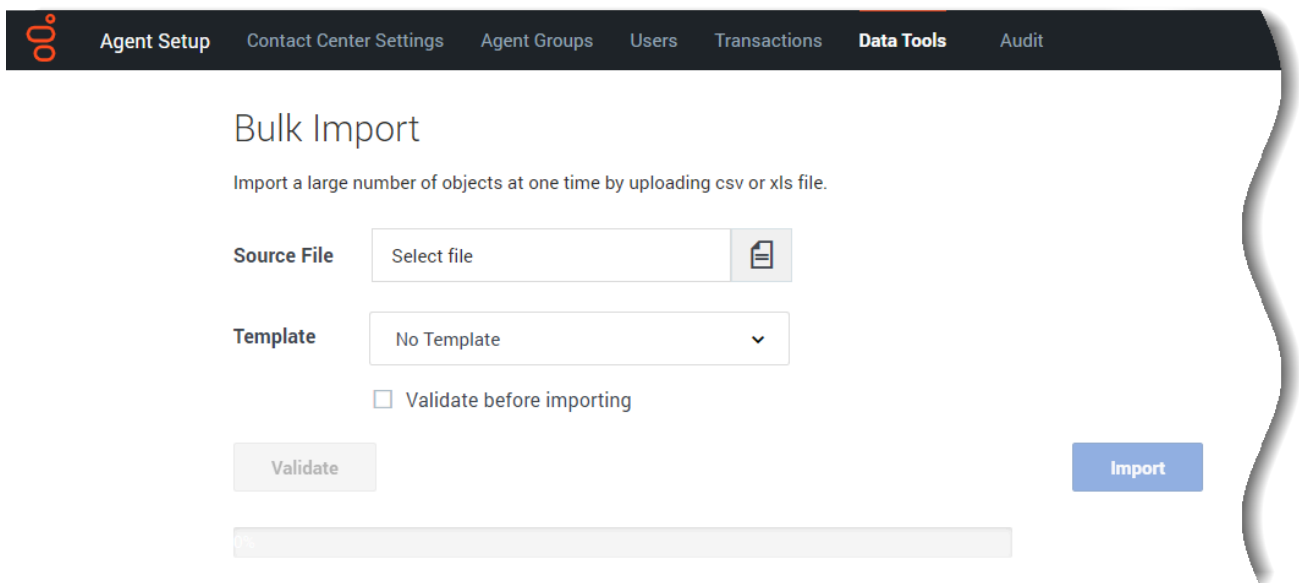 Agent Setup Contact Center Settings Agent Groups Users Transactions Data Tools Audit
Bulk Import
Import a large number of objects at one time by uploading csv or xls file.
Source File Select file
Template No Template
Validate before importing
Validate Import
0%